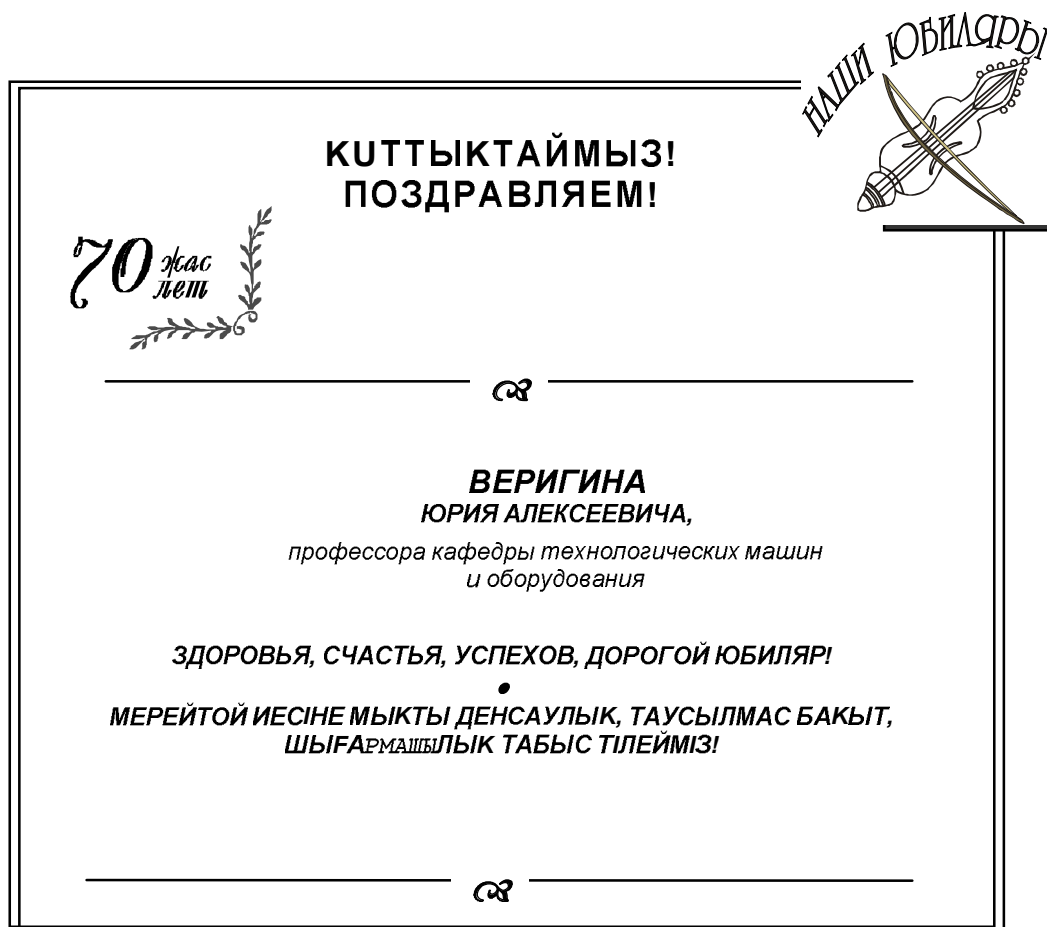 НАШИ ЮБИЛЯРЫ
КUТТЫКТАЙМЫЗ!
ПОЗДРАВЛЯЕМ!
70 жас
лет
ВЕРИГИНА
ЮРИЯ АЛЕКСЕЕВИЧА,
профессора кафедры технологических машин
и оборудования
ЗДОРОВЬЯ, СЧАСТЬЯ, УСПЕХОВ, ДОРОГОЙ ЮБИЛЯР!
•
МЕРЕЙТОЙ ИЕСІНЕ МЫКТЫ ДЕНСАУЛЫК, ТАУСЫЛМАС БАКЫТ,
ШЫҒАРМАШЫЛЫК ТАБЫС ТІЛЕЙМІЗ!